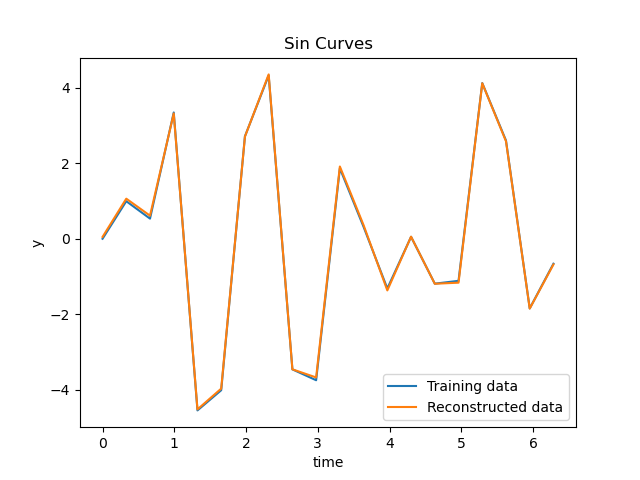 Sin Curves
4
2
0
−2
−4
y
0 1 2 3 4 5 6
time
Training data
Reconstructed data